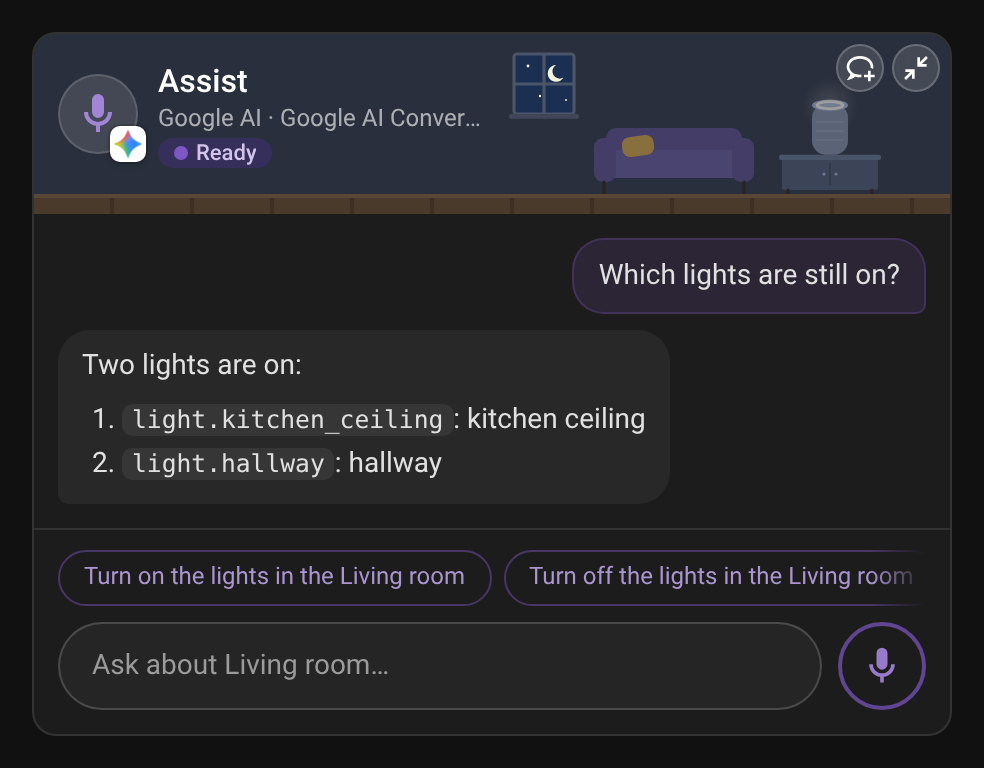 Assist
Google AI · Google AI Conver…
Ready
Which lights are still on?
Two lights are on:
1. light.kitchen_ceiling: kitchen ceiling
2. light.hallway: hallway
Turn on the lights in the Living room
Turn off the lights in the Living room
Ask about Living room…